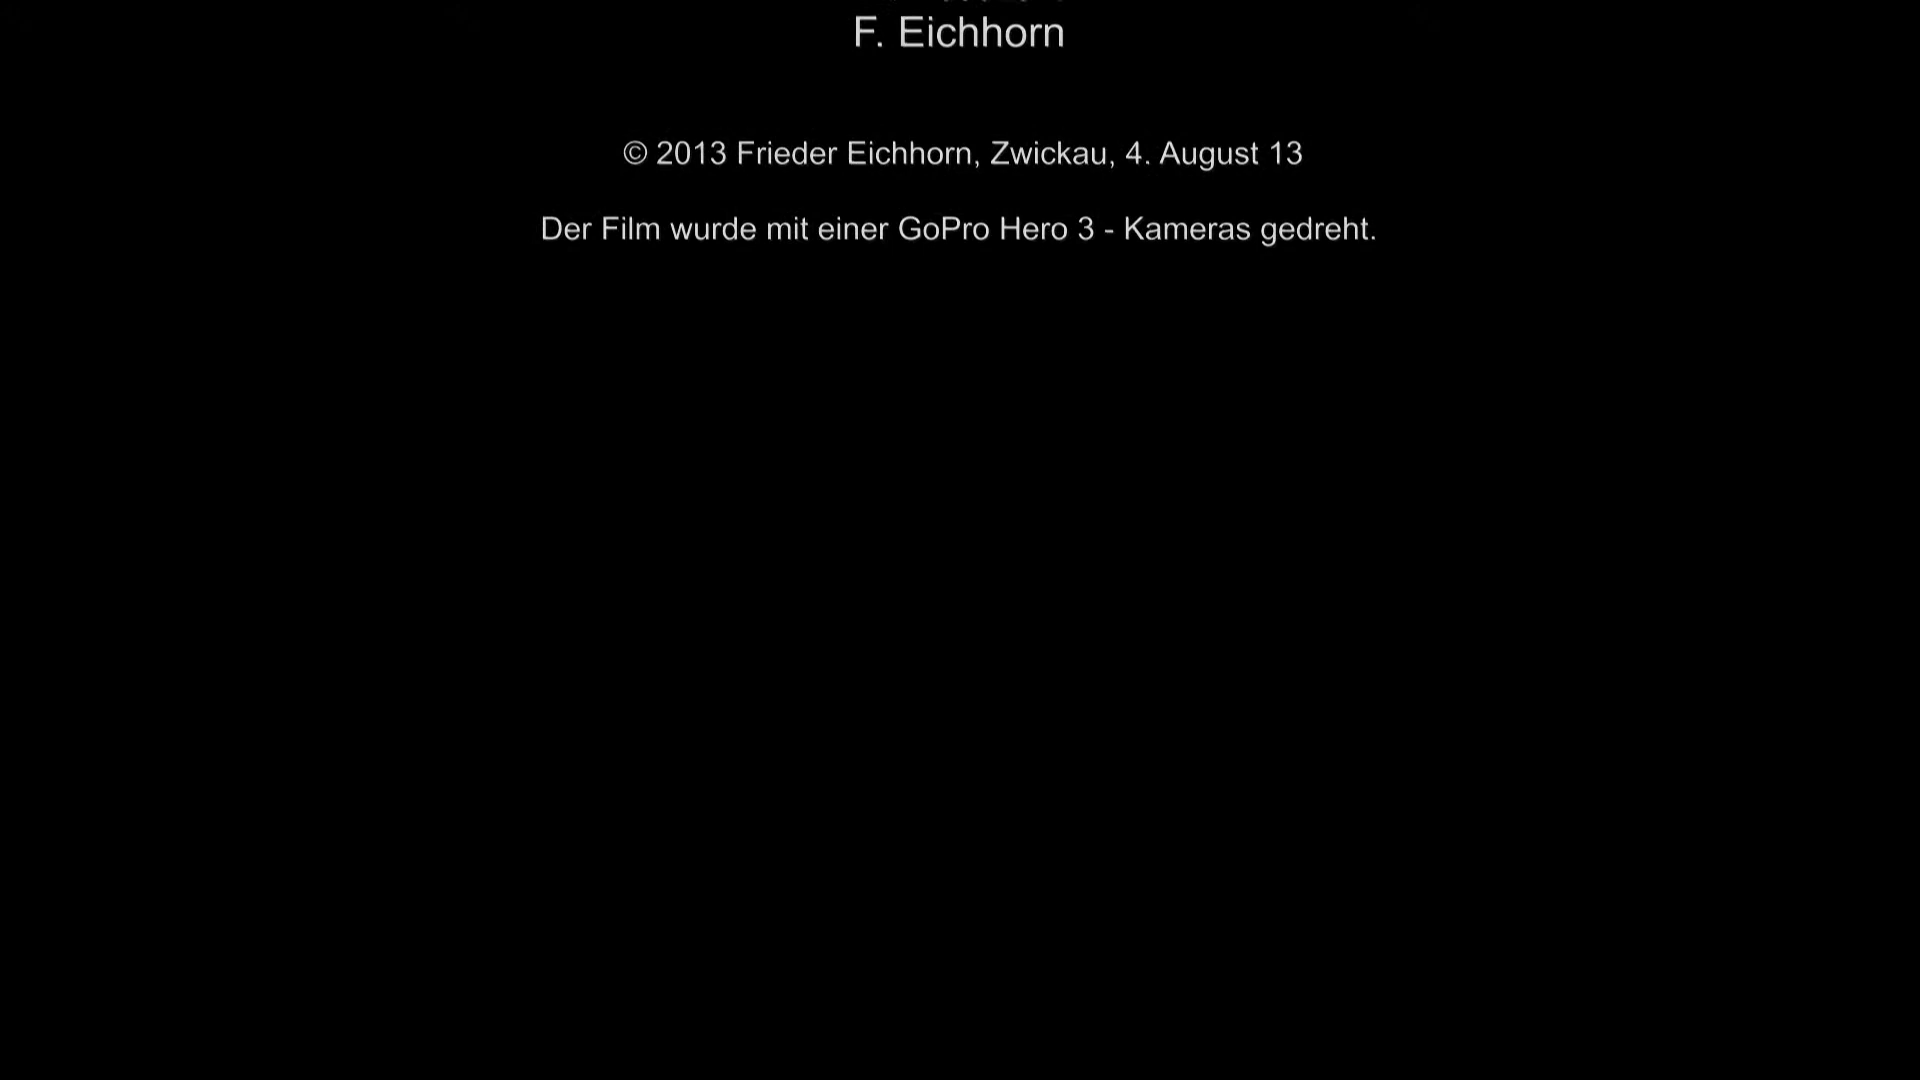 F. Eichhorn
© 2013 Frieder Eichhorn, Zwickau, 4. August 13
Der Film wurde mit einer GoPro Hero 3 - Kameras gedreht.